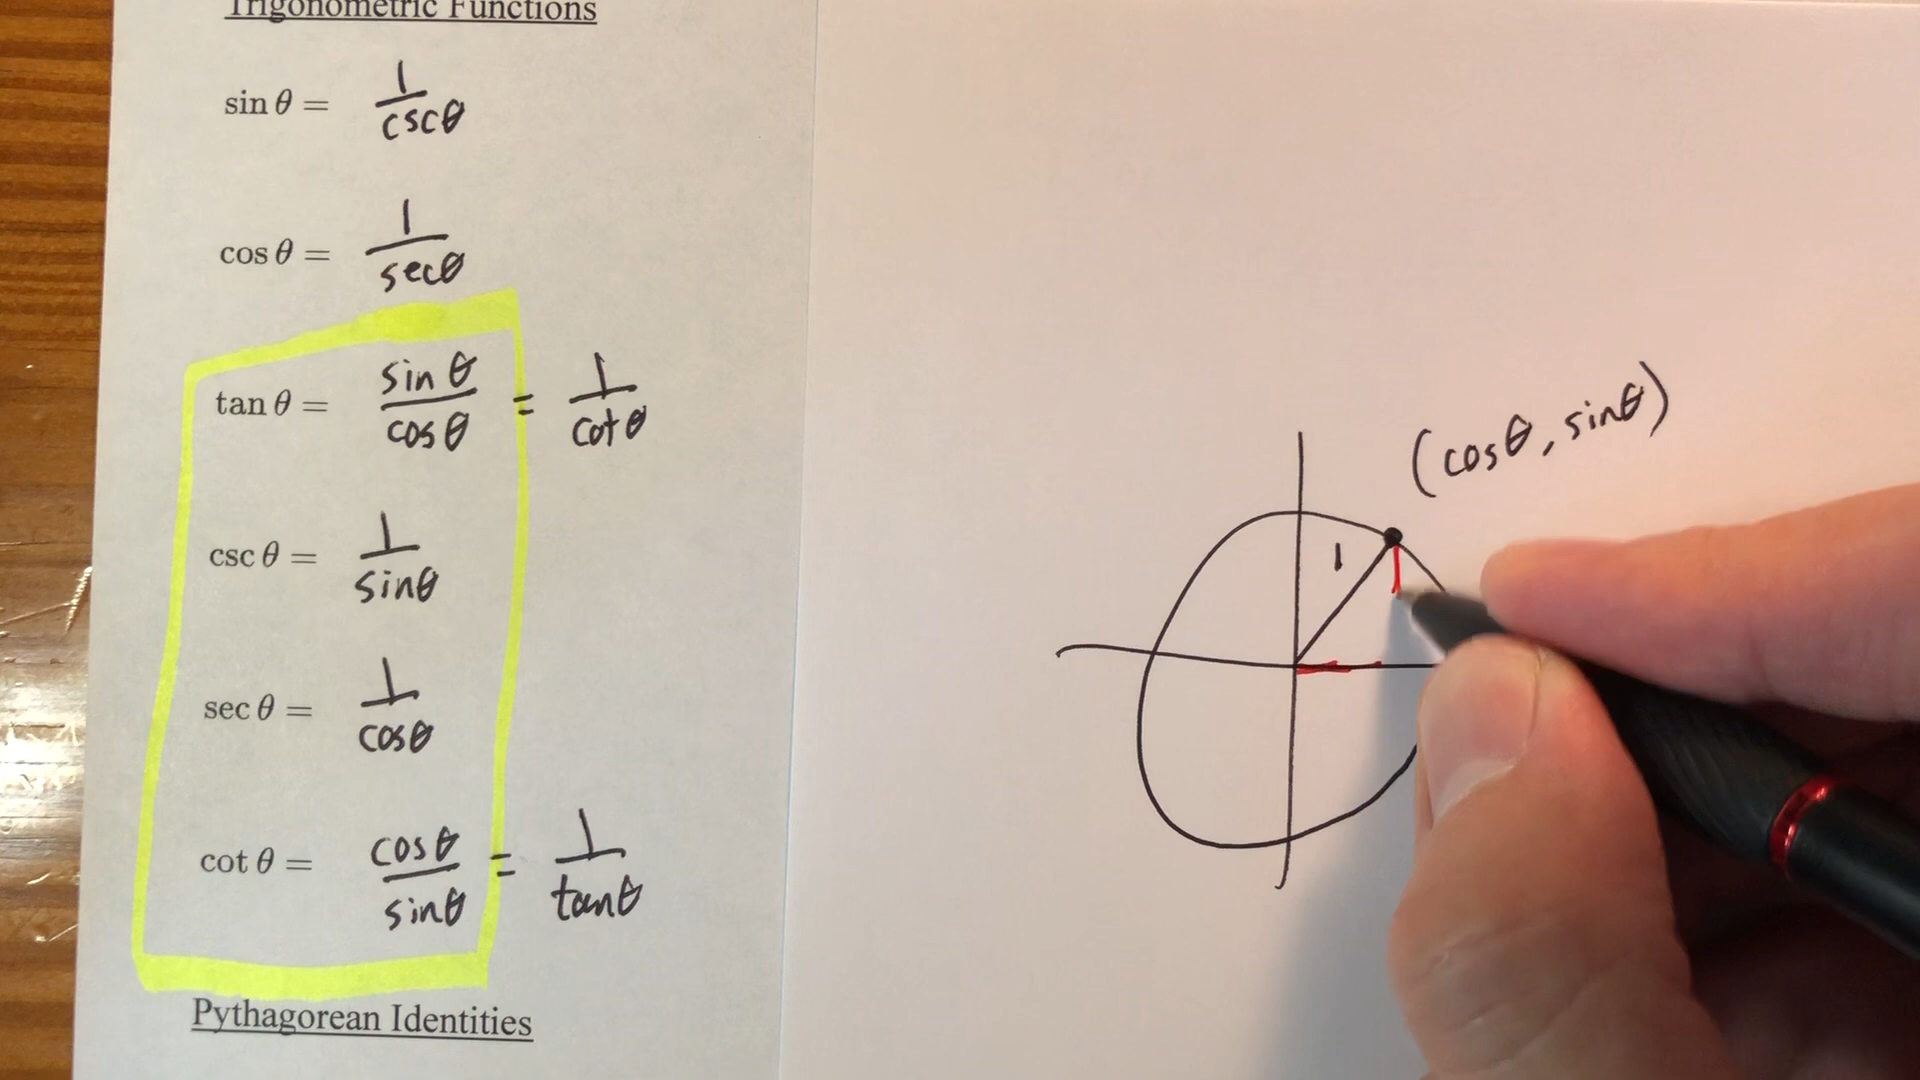 Trigonometric Functions
sin θ = 1/cscθ
cos θ = 1/secθ
tan θ = sinθ/cosθ = 1/cotθ
csc θ = 1/sinθ
sec θ = 1/cosθ
cot θ = cosθ/sinθ = 1/tanθ
Pythagorean Identities
(cosθ, sinθ)
1